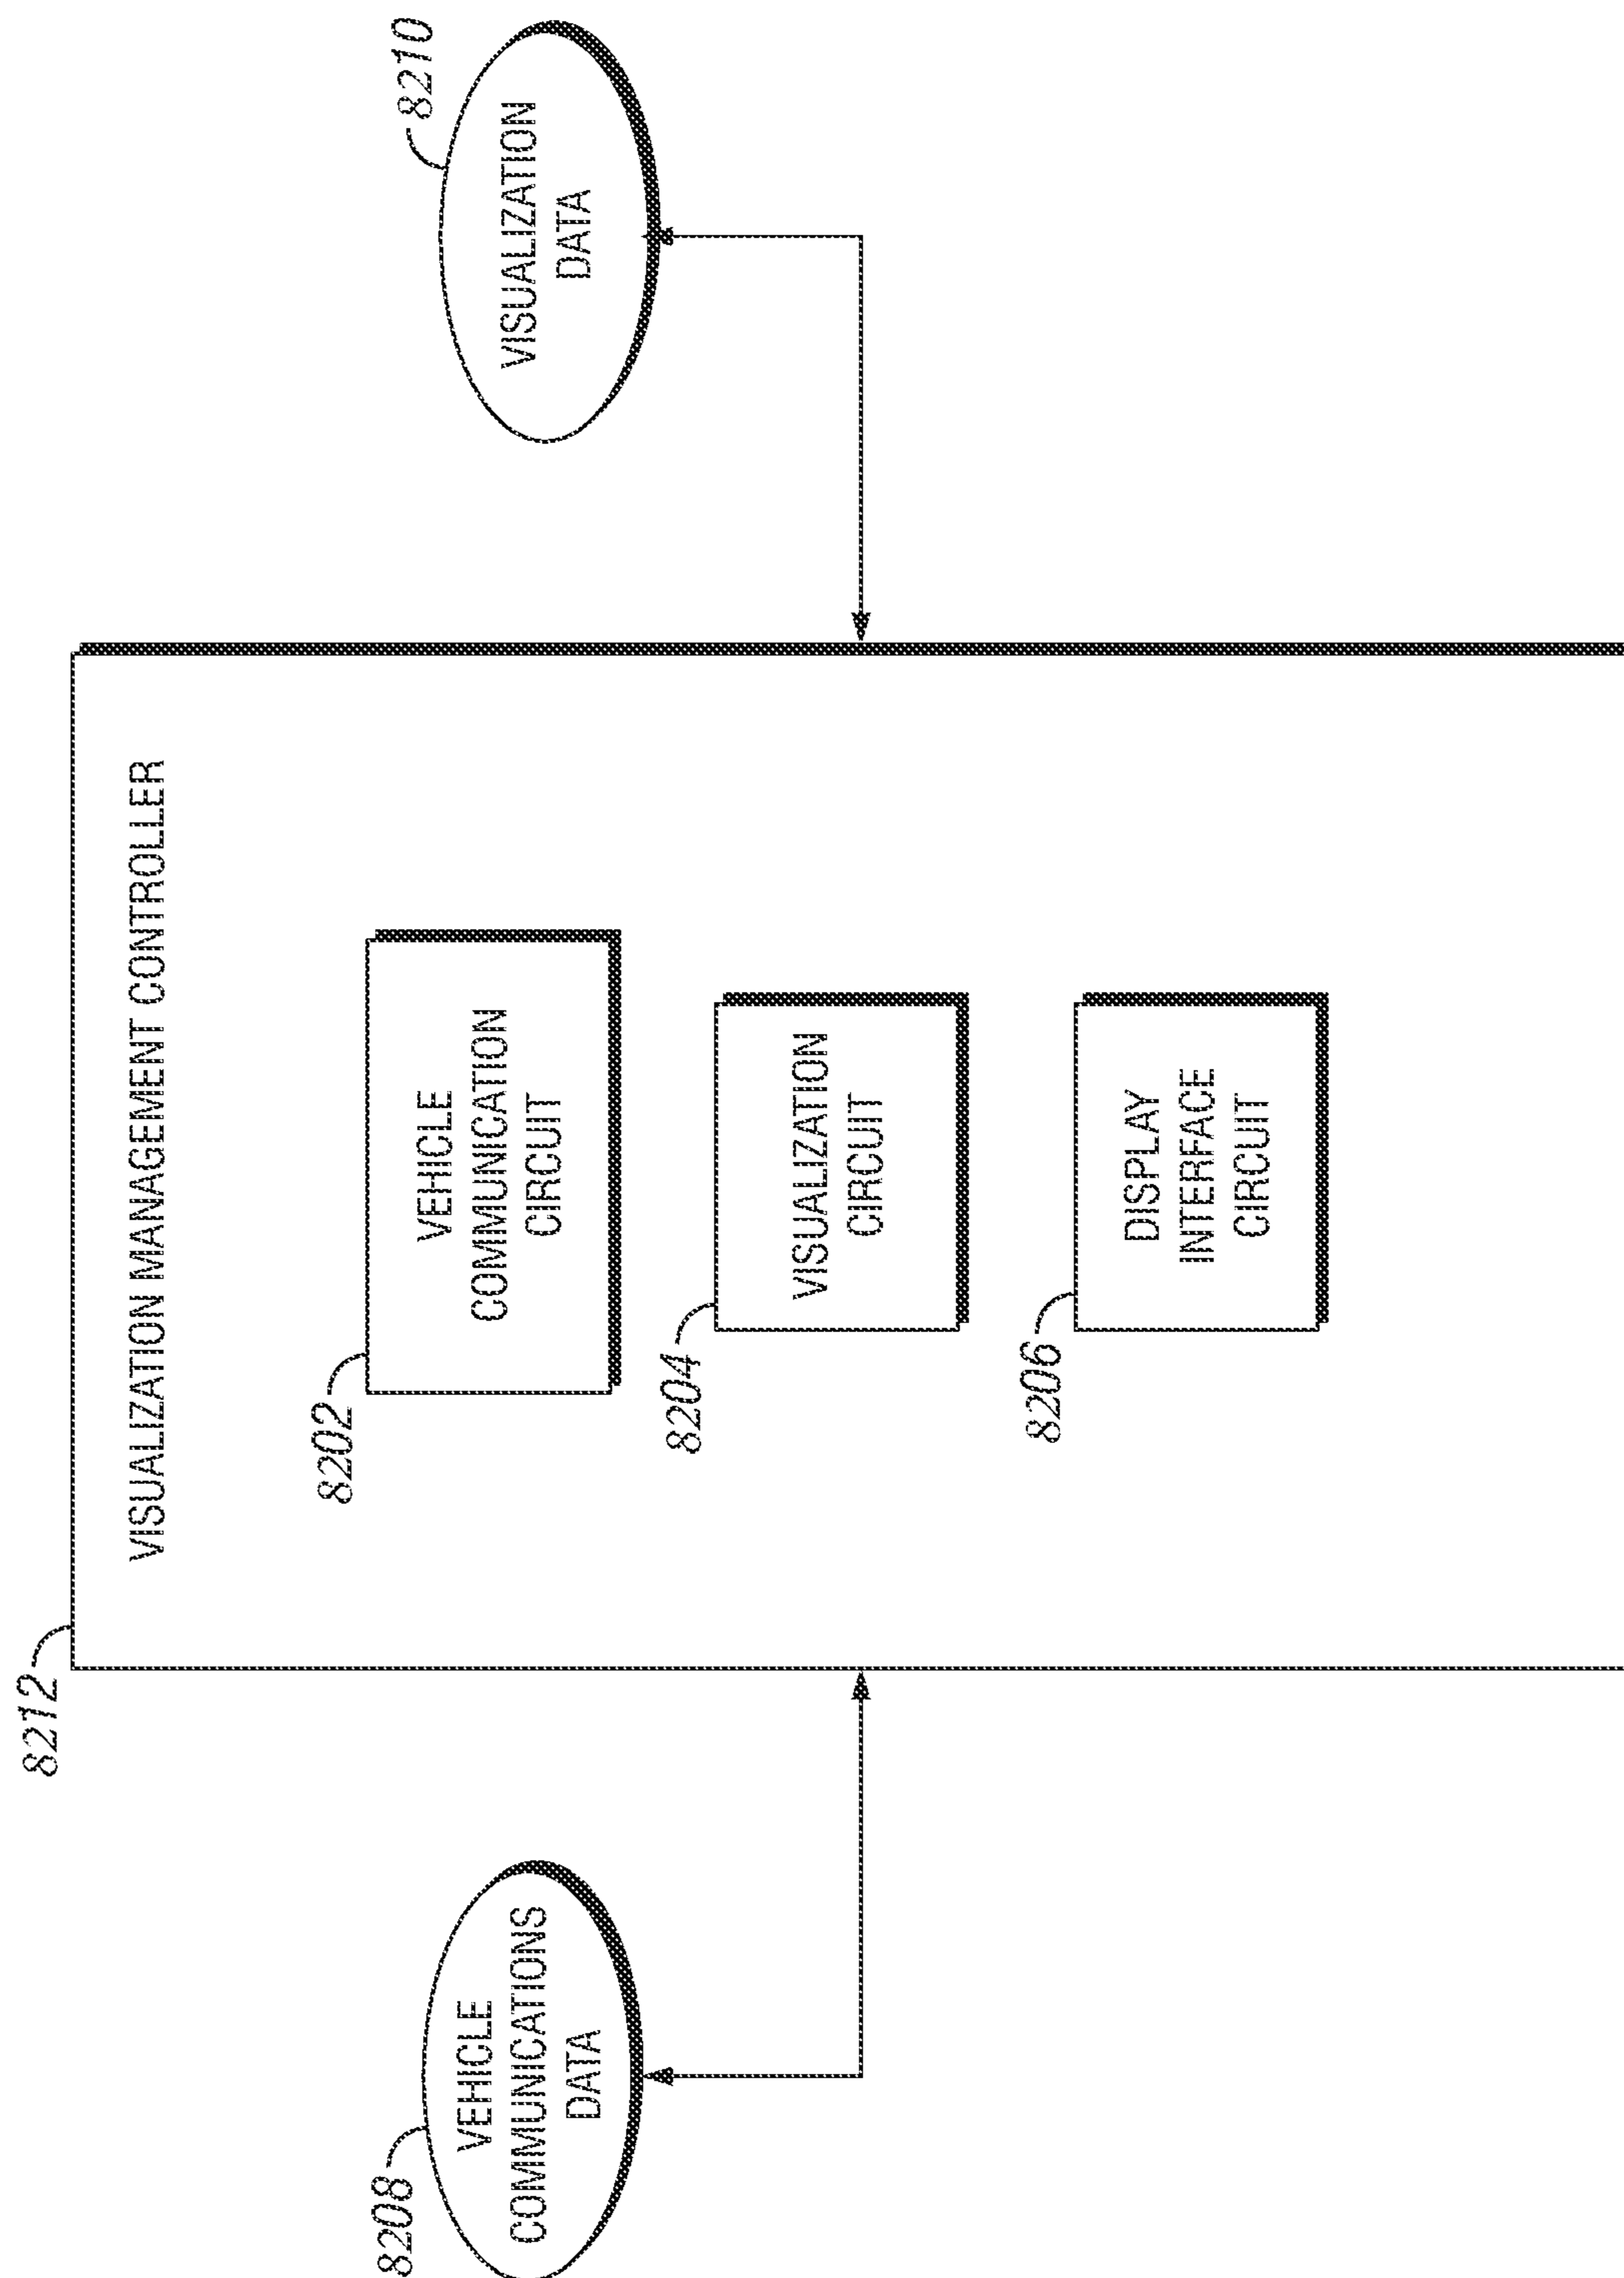 8212
VISUALIZATION MANAGEMENT CONTROLLER
8208
VEHICLE
COMMUNICATIONS
DATA
8202
VEHICLE
COMMUNICATION
CIRCUIT
8204
VISUALIZATION
CIRCUIT
8206
DISPLAY
INTERFACE
CIRCUIT
8210
VISUALIZATION
DATA